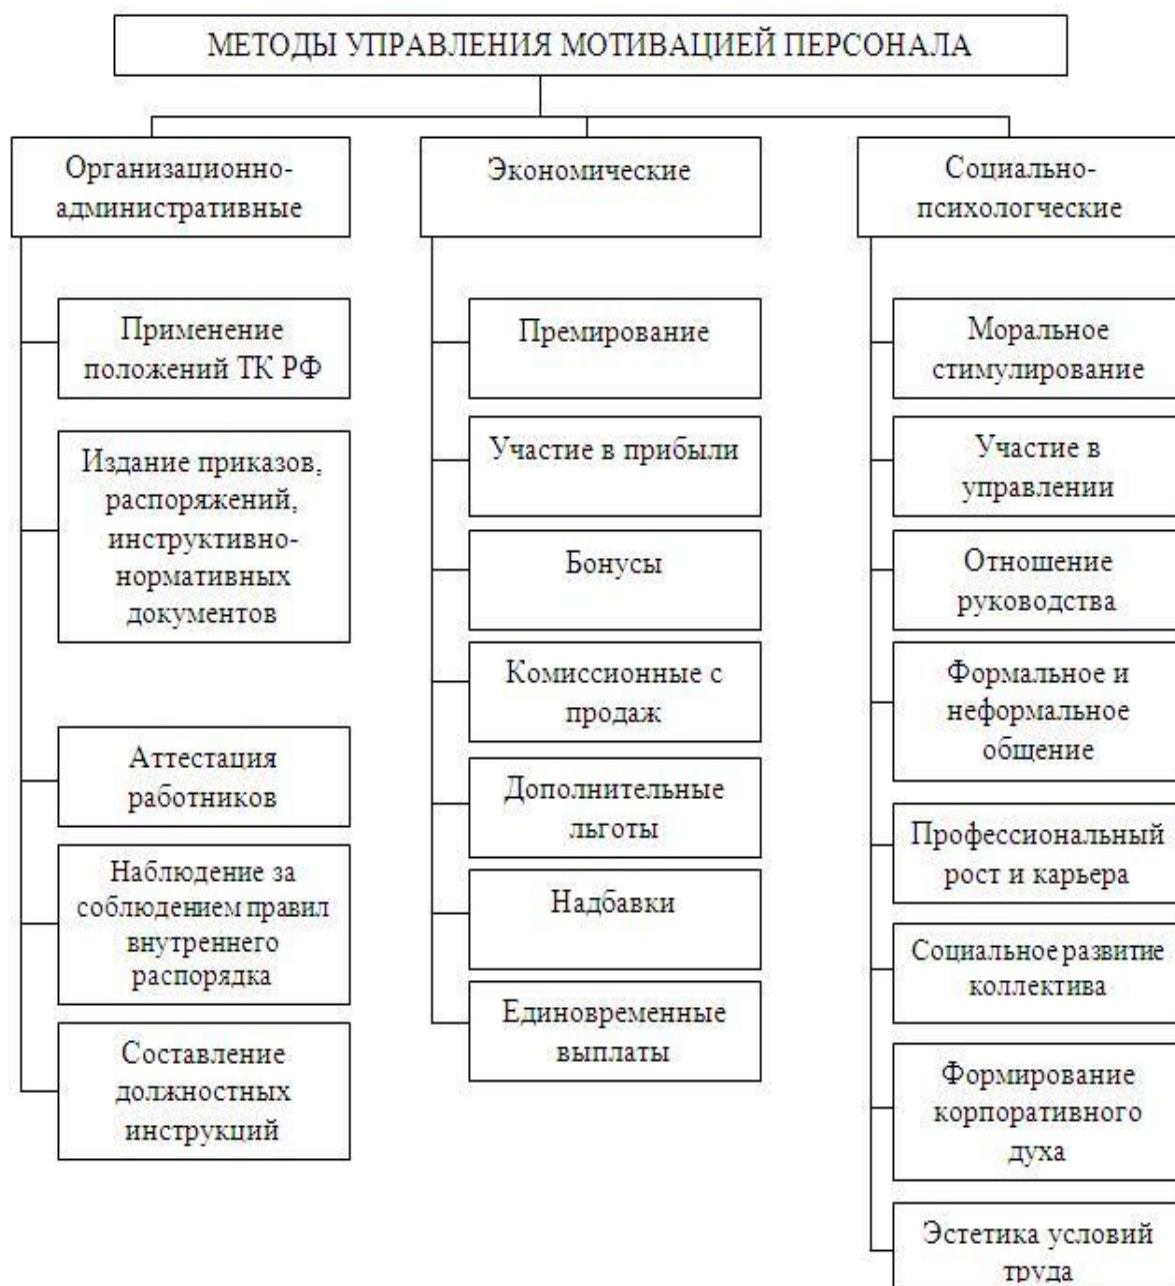 МЕТОДЫ УПРАВЛЕНИЯ МОТИВАЦИЕЙ ПЕРСОНАЛА
Организационно-
административные
Применение
положений ТК РФ
Издание приказов,
распоряжений,
инструктивно-
нормативных
документов
Аттестация
работников
Наблюдение за
соблюдением правил
внутреннего
распорядка
Составление
должностных
инструкций
Экономические
Премирование
Участие в прибыли
Бонусы
Комиссионные с
продаж
Дополнительные
льготы
Надбавки
Единовременные
выплаты
Социально-
психологческие
Моральное
стимулирование
Участие в
управлении
Отношение
руководства
Формальное и
неформальное
общение
Профессиональный
рост и карьера
Социальное развитие
коллектива
Формирование
корпоративного
духа
Эстетика условий
труда